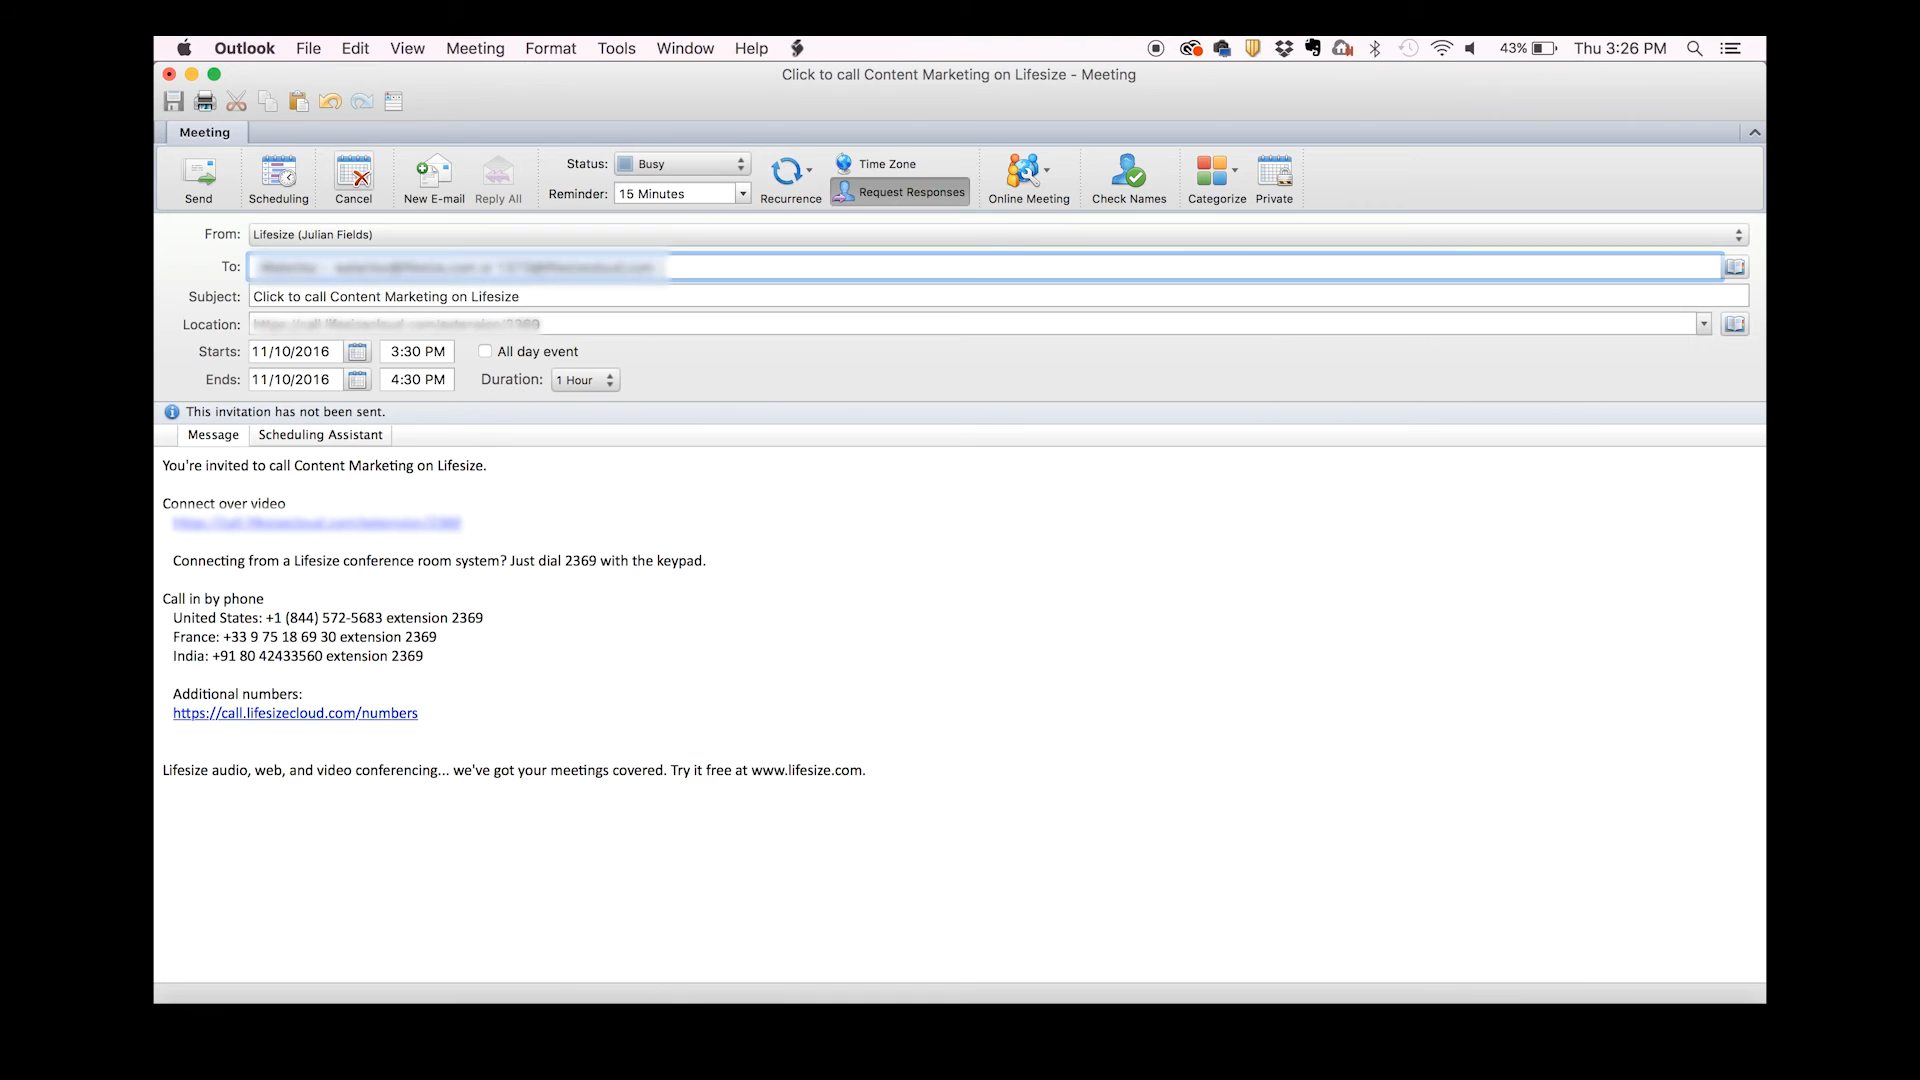 Outlook File Edit View Meeting Format Tools Window Help 43% Thu 3:26 PM
Click to call Content Marketing on Lifesize - Meeting
Meeting
Send Scheduling Cancel New E-mail Reply All Status: Busy Reminder: 15 Minutes Recurrence Time Zone Request Responses Online Meeting Check Names Categorize Private
From: Lifesize (Julian Fields)
To:
Subject: Click to call Content Marketing on Lifesize
Location:
Starts: 11/10/2016 3:30 PM All day event
Ends: 11/10/2016 4:30 PM Duration: 1 Hour
This invitation has not been sent.
Message Scheduling Assistant
You're invited to call Content Marketing on Lifesize.
Connect over video
Connecting from a Lifesize conference room system? Just dial 2369 with the keypad.
Call in by phone
United States: +1 (844) 572-5683 extension 2369
France: +33 9 75 18 69 30 extension 2369
India: +91 80 42433560 extension 2369
Additional numbers:
https://call.lifesizecloud.com/numbers
Lifesize audio, web, and video conferencing... we've got your meetings covered. Try it free at www.lifesize.com.